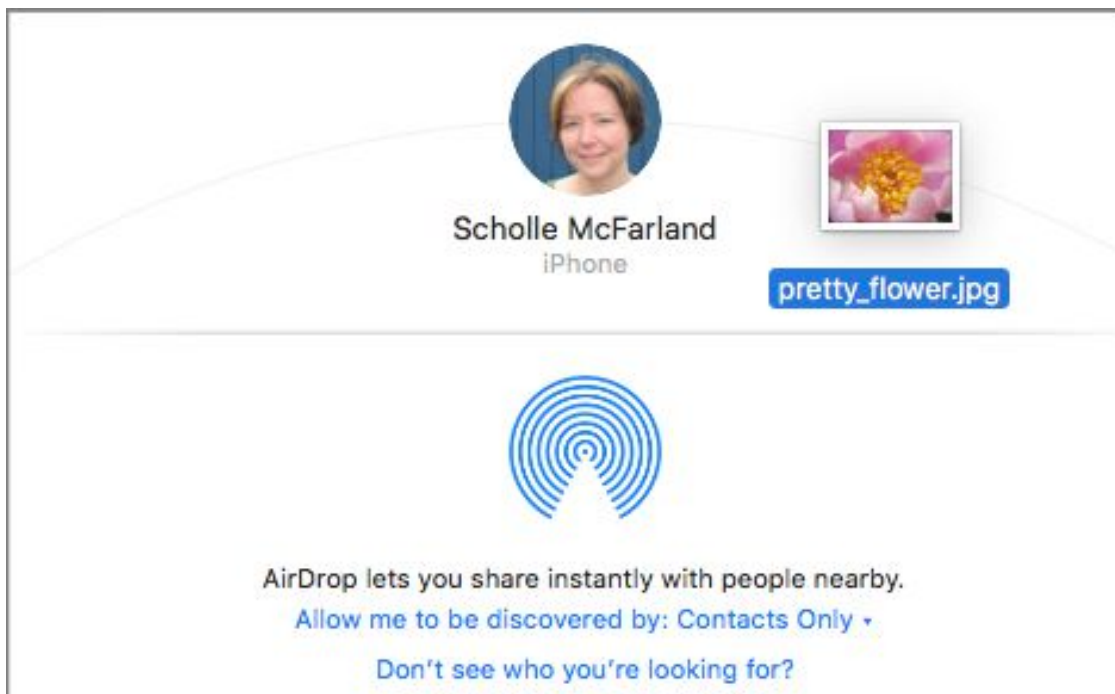 Scholle McFarland
iPhone
pretty_flower.jpg
AirDrop lets you share instantly with people nearby.
Allow me to be discovered by: Contacts Only
Don't see who you're looking for?